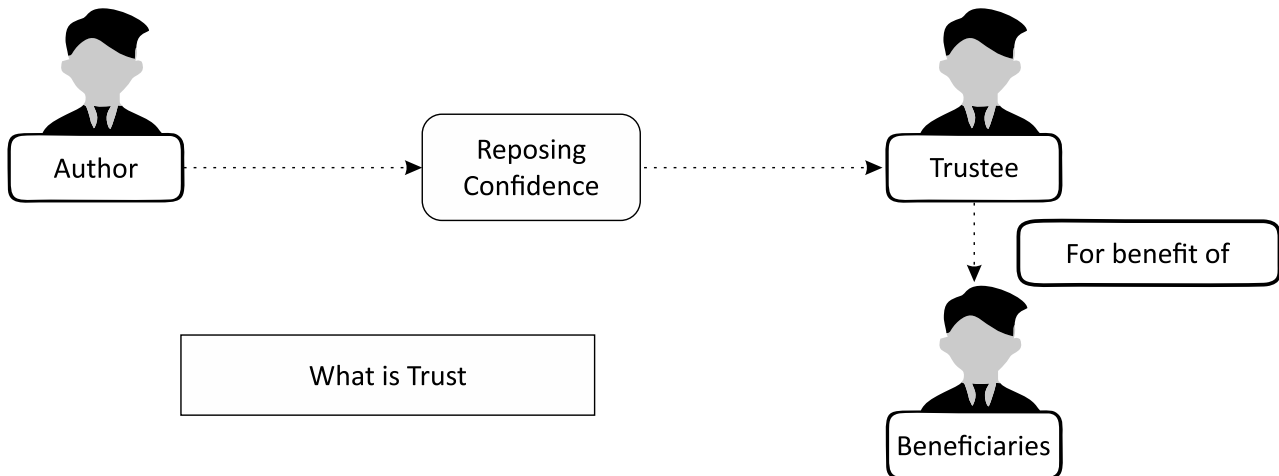 Author
Reposing
Confidence
Trustee
For benefit of
What is Trust
Beneficiaries